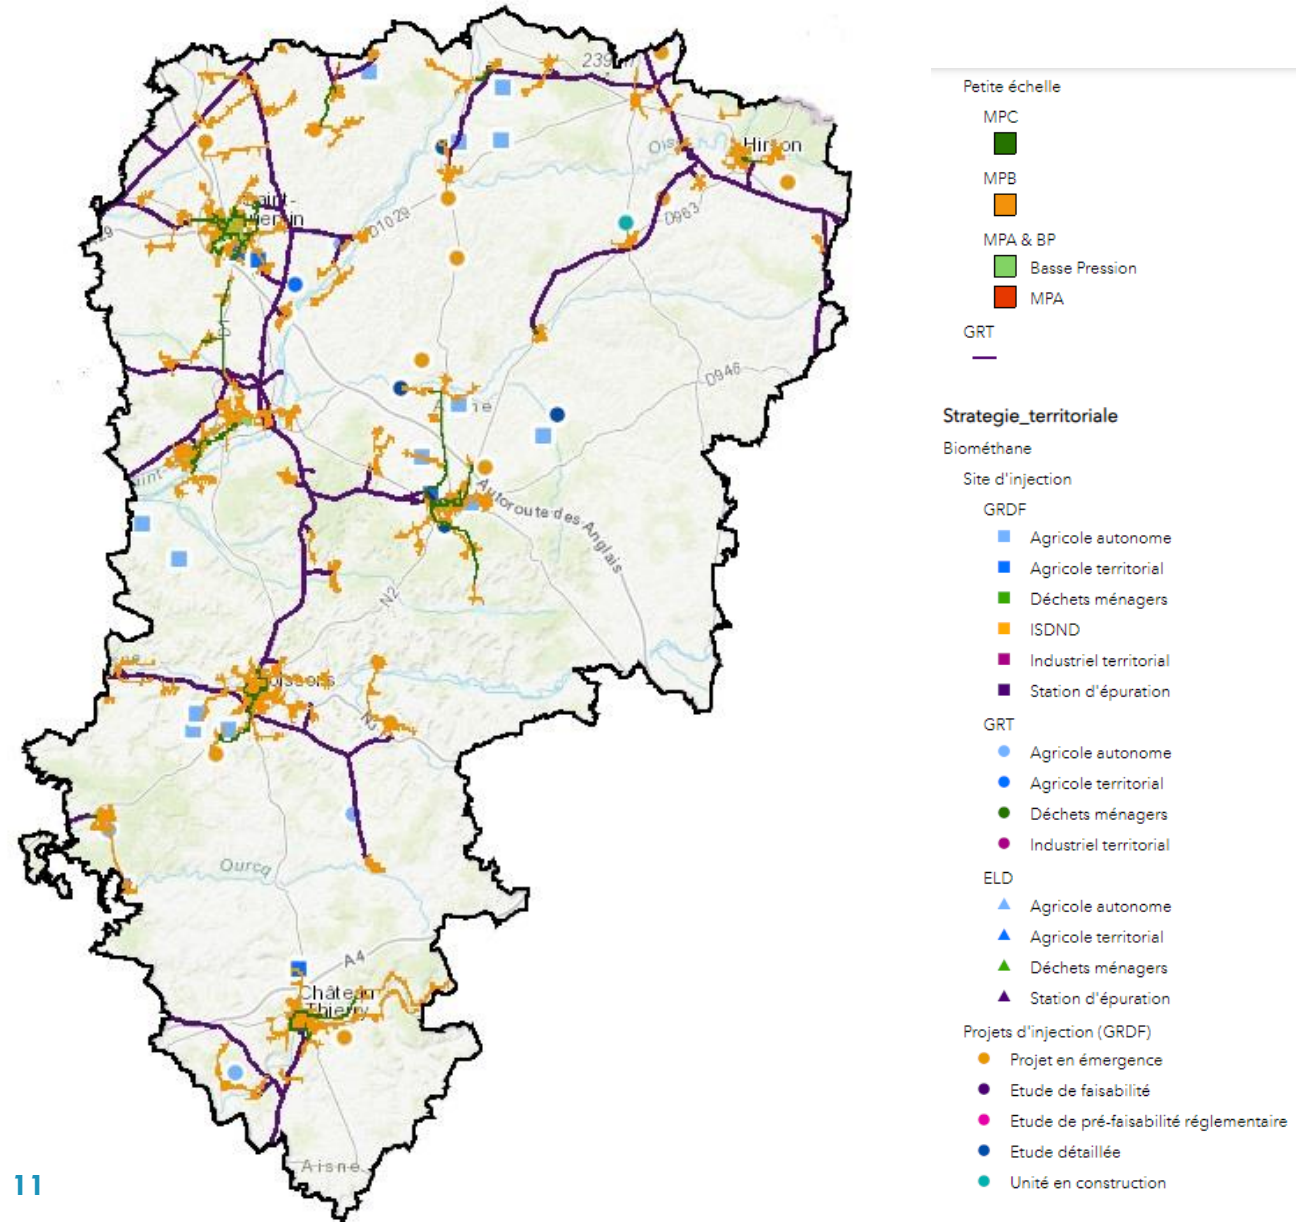 Hirson
Ois
D963
D1029
29
D946
Autoroute des Anglais
N2
Ourcq
A4
Château-
Thierry
Aisne
11
Petite échelle
MPC
MPB
MPA & BP
Basse Pression
MPA
GRT
Strategie_territoriale
Biométhane
Site d'injection
GRDF
Agricole autonome
Agricole territorial
Déchets ménagers
ISDND
Industriel territorial
Station d'épuration
GRT
Agricole autonome
Agricole territorial
Déchets ménagers
Industriel territorial
ELD
Agricole autonome
Agricole territorial
Déchets ménagers
Station d'épuration
Projets d'injection (GRDF)
Projet en émergence
Etude de faisabilité
Etude de pré-faisabilité réglementaire
Etude détaillée
Unité en construction